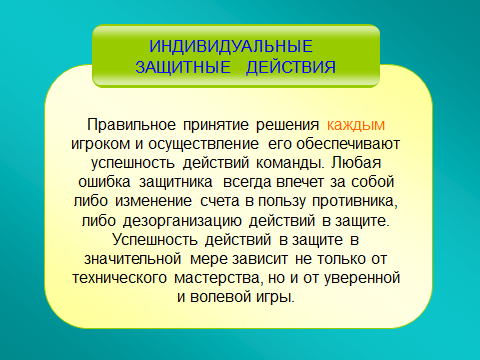 ИНДИВИДУАЛЬНЫЕ
ЗАЩИТНЫЕ ДЕЙСТВИЯ
Правильное принятие решения каждым
игроком и осуществление его обеспечивают
успешность действий команды. Любая
ошибка защитника всегда влечет за собой
либо изменение счета в пользу противника,
либо дезорганизацию действий в защите.
Успешность действий в защите в
значительной мере зависит не только от
технического мастерства, но и от уверенной
и волевой игры.